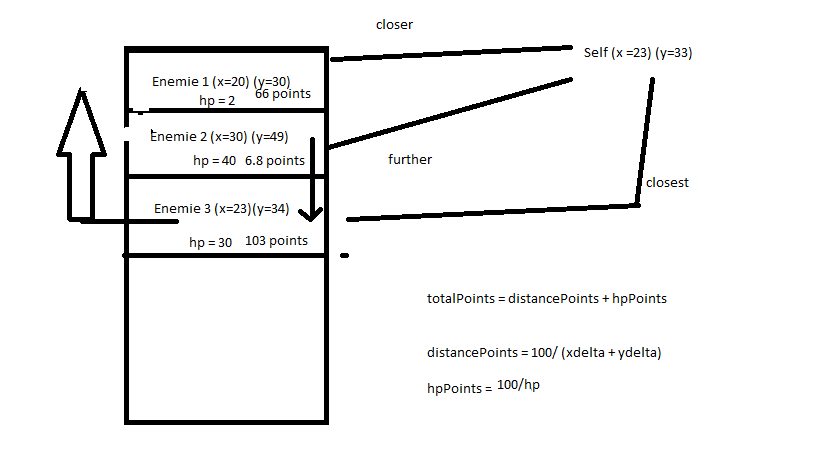 closer
Self (x =23) (y=33)
Enemie 1 (x=20) (y=30)
hp = 2 66 points
Enemie 2 (x=30) (y=49)
hp = 40 6.8 points
further
closest
Enemie 3 (x=23)(y=34)
hp = 30 103 points
totalPoints = distancePoints + hpPoints
distancePoints = 100/ (xdelta + ydelta)
hpPoints = 100/hp